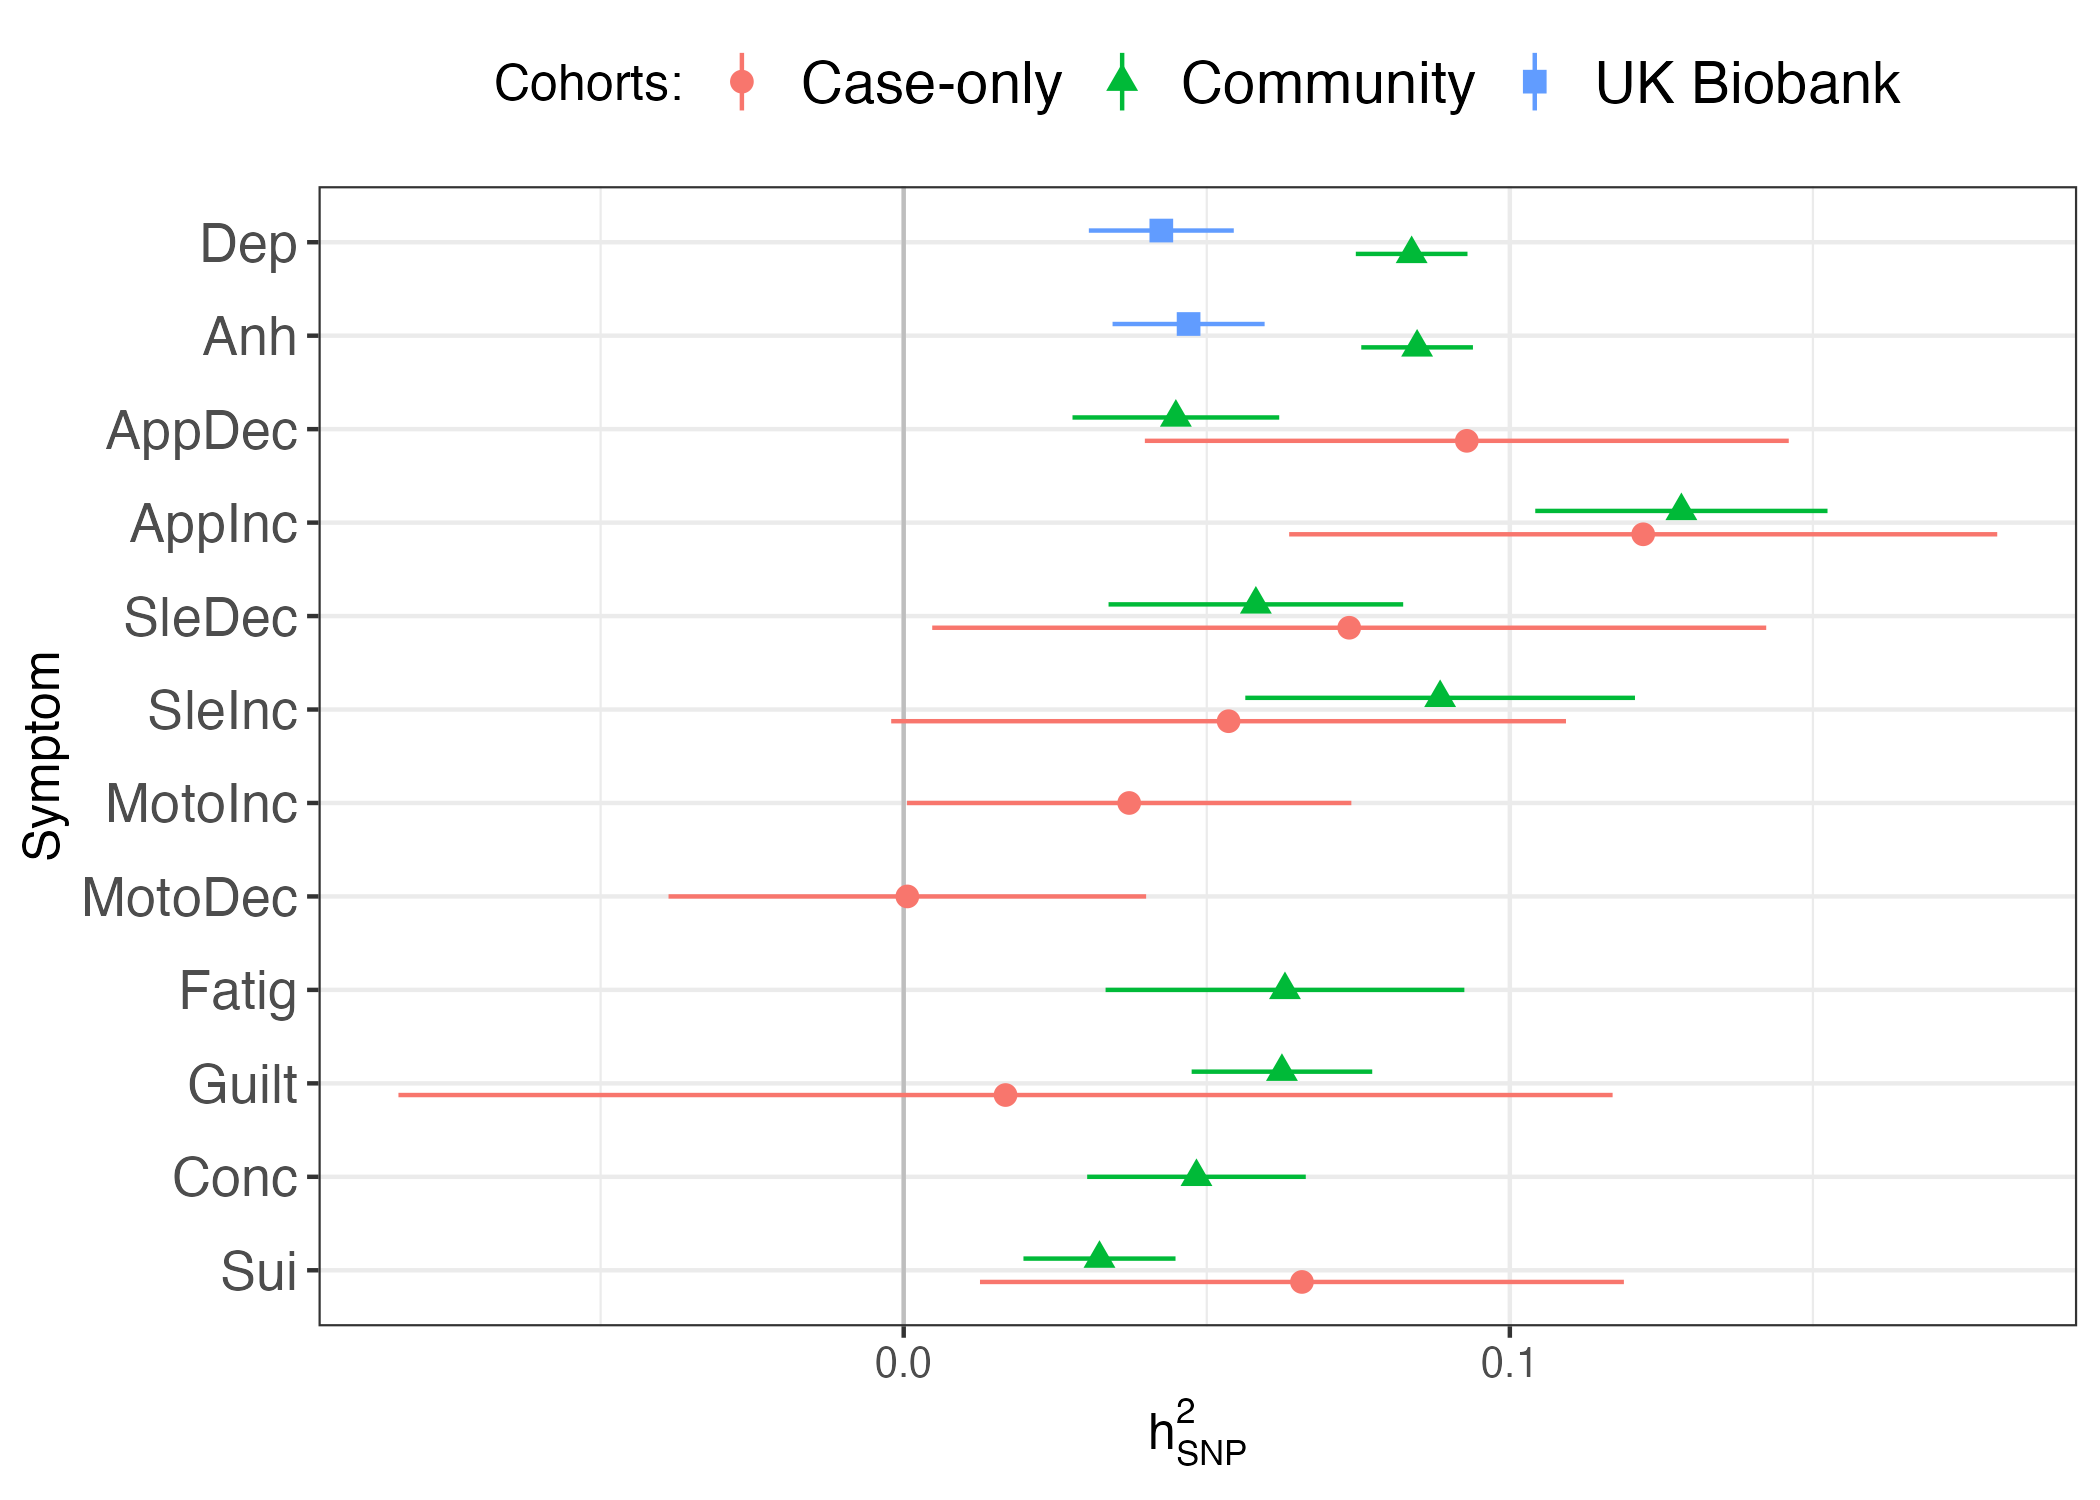 Cohorts: Case-only Community UK Biobank
Dep
Anh
AppDec
AppInc
SleDec
SleInc
MotoInc
MotoDec
Fatig
Guilt
Conc
Sui
Symptom
0.0 0.1
h²SNP